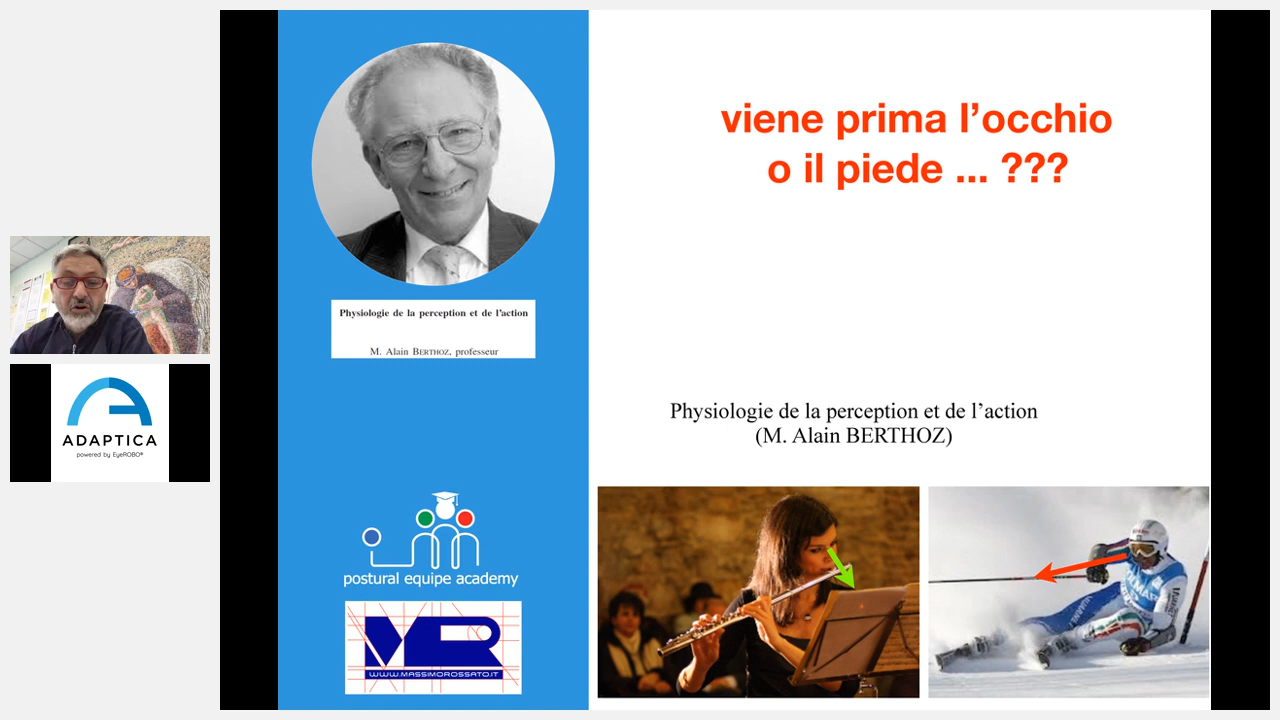 viene prima l'occhio
o il piede ... ???
Physiologie de la perception et de l'action
M. Alain BERTHOZ, professeur
Physiologie de la perception et de l'action
(M. Alain BERTHOZ)
ADAPTICA
powered by EyeROBO®
postural equipe academy
MR
WWW.MASSIMOROSSATO.IT